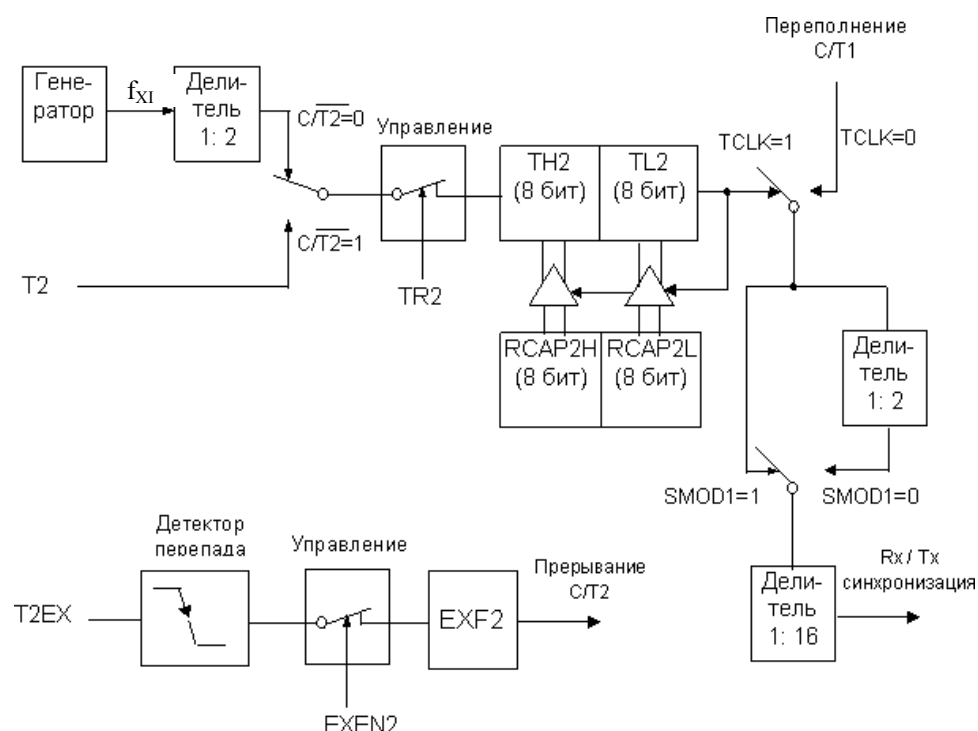 Переполнение
C/T1
Гене-
ратор
fXI
Дели-
тель
1: 2
C/T2=0
Управление
TH2
(8 бит)
TL2
(8 бит)
TCLK=1
TCLK=0
C/T2=1
T2
TR2
RCAP2H
(8 бит)
RCAP2L
(8 бит)
Дели-
тель
1: 2
SMOD1=1
SMOD1=0
Детектор
перепада
Управление
Прерывание
C/T2
Rx / Tx
синхронизация
T2EX
EXF2
Дели-
тель
1: 16
EXEN2